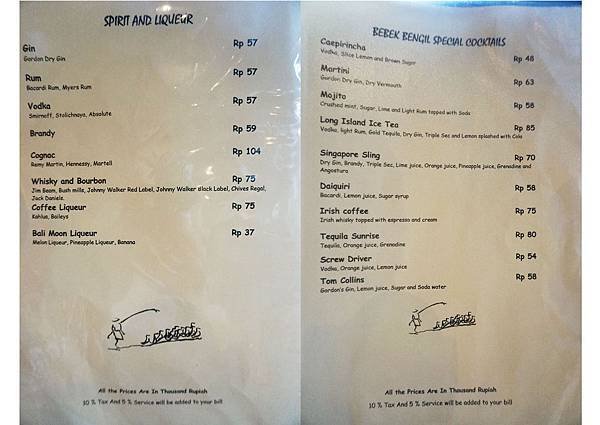 SPIRIT AND LIQUEUR
Gin Rp 57
Gordon Dry Gin
Rum Rp 57
Bacardi Rum, Myers Rum
Vodka Rp 57
Smirnoff, Stolichnaya, Absolute
Brandy Rp 59
Cognac Rp 104
Remy Martin, Hennessy, Martell
Whisky and Bourbon Rp 75
Jim Beam, Bush mills, Johnny Walker Red Label, Johnny Walker slack Label, Chives Regal,
Jack Daniels.
Coffee Liqueur Rp 75
Kahlua, Baileys
Bali Moon Liqueur Rp 37
Melon Liqueur, Pineapple Liqueur, Banana
All the Prices Are In Thousand Rupiah
10 % Tax And 5 % Service will be added to your bill
BEBEK BENGIL SPECIAL COCKTAILS
Caepirincha Rp 48
Vodka, Slice Lemon and Brown Sugar
Martini Rp 63
Gordon Dry Gin, Dry Vermouth
Mojito Rp 58
Crushed mint, Sugar, Lime and Light Rum topped with Soda
Long Island Ice Tea Rp 85
Vodka, light Rum, Gold Tequila, Dry Gin, Triple Sec and Lemon splashed with Cola
Singapore Sling Rp 70
Dry Gin, Brandy, Triple Sec, Lime juice, Orange juice, Pineapple juice, Grenadine and
Angostura
Daiquiri Rp 58
Bacardi, Lemon juice, Sugar syrup
Irish coffee Rp 75
Irish whisky topped with espresso and cream
Tequila Sunrise Rp 80
Tequila, Orange juice, Grenadine
Screw Driver Rp 54
Vodka, Orange juice, Lemon juice
Tom Collins Rp 58
Gordon's Gin, Lemon juice, Sugar and Soda water
All the Prices Are In Thousand Rupiah
10 % Tax And 5 % Service will be added to your bill